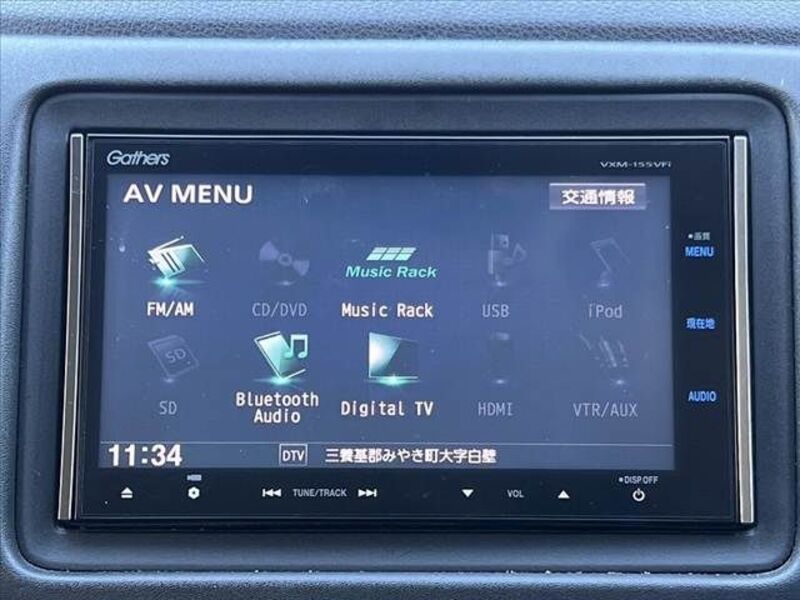 Gathers
VXM-155VFi
AV MENU
交通情報
•画質
MENU
FM/AM
CD/DVD
Music Rack
Music Rack
USB
iPod
現在地
SD
SD
Bluetooth
Audio
Digital TV
HDMI
VTR/AUX
AUDIO
11:34
DTV
三養基郡みやき町大字白壁
•DISP OFF
TUNE/TRACK
VOL